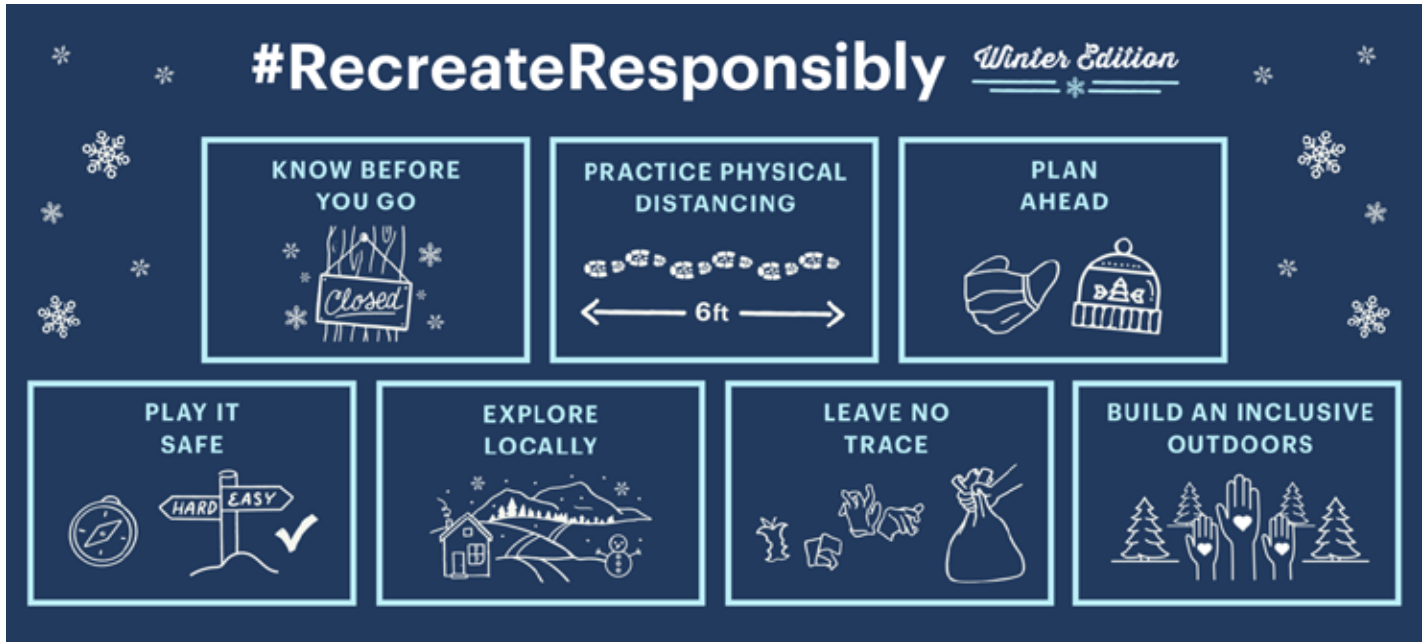 #RecreateResponsibly Winter Edition
KNOW BEFORE
YOU GO
Closed
PRACTICE PHYSICAL
DISTANCING
6ft
PLAN
AHEAD
PLAY IT
SAFE
HARD EASY
EXPLORE
LOCALLY
LEAVE NO
TRACE
BUILD AN INCLUSIVE
OUTDOORS